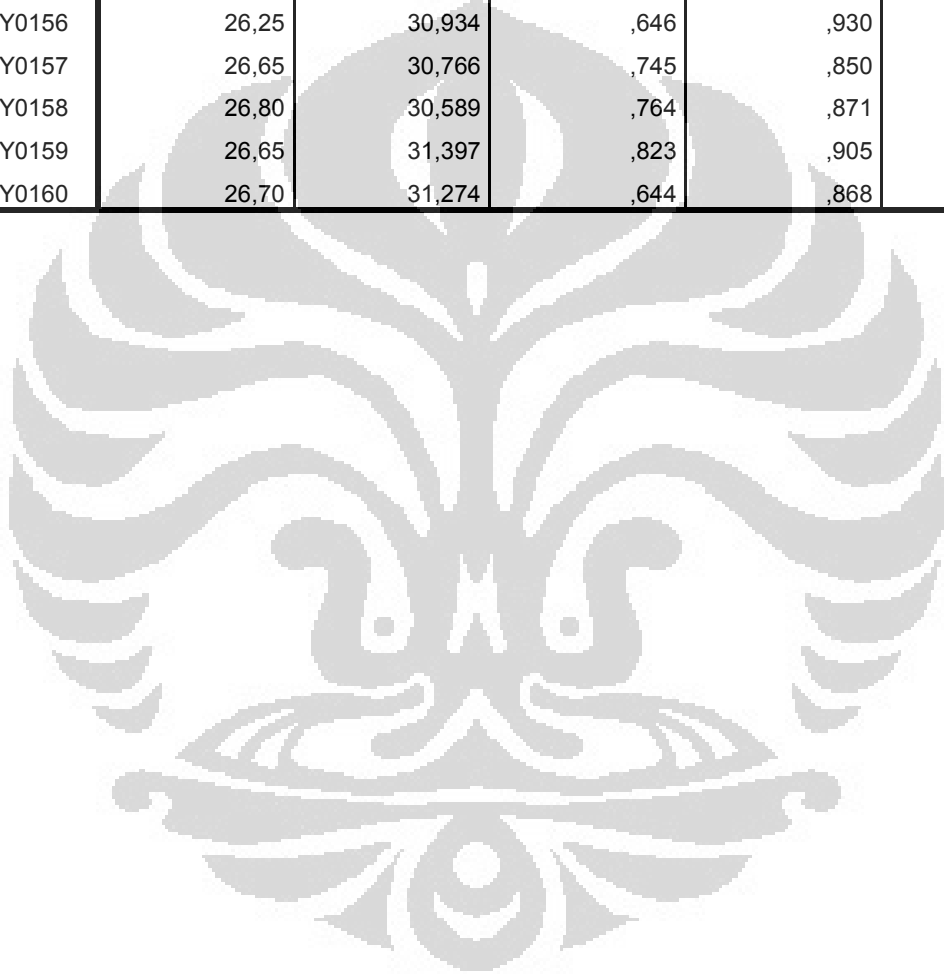 Y0156 26,25 30,934 ,646 ,930
Y0157 26,65 30,766 ,745 ,850
Y0158 26,80 30,589 ,764 ,871
Y0159 26,65 31,397 ,823 ,905
Y0160 26,70 31,274 ,644 ,868